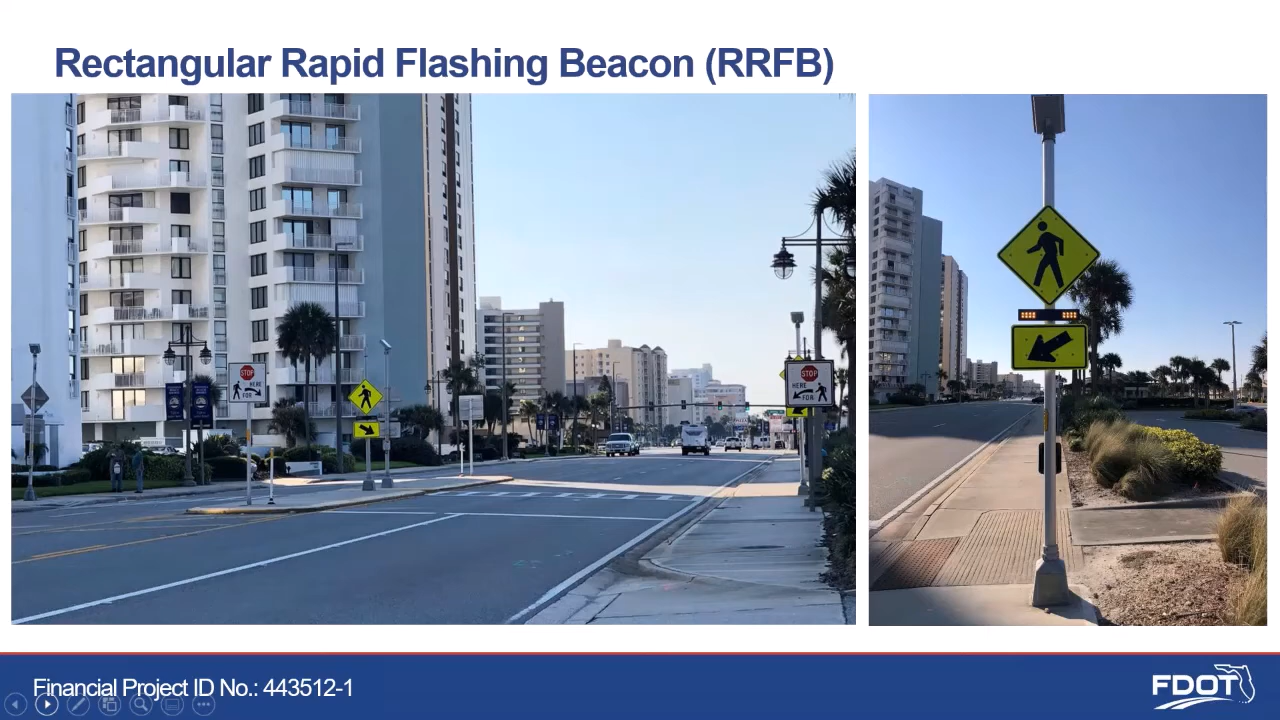 Rectangular Rapid Flashing Beacon (RRFB)
STOP
HERE
FOR
STOP
HERE
FOR
Financial Project ID No.: 443512-1
FDOT